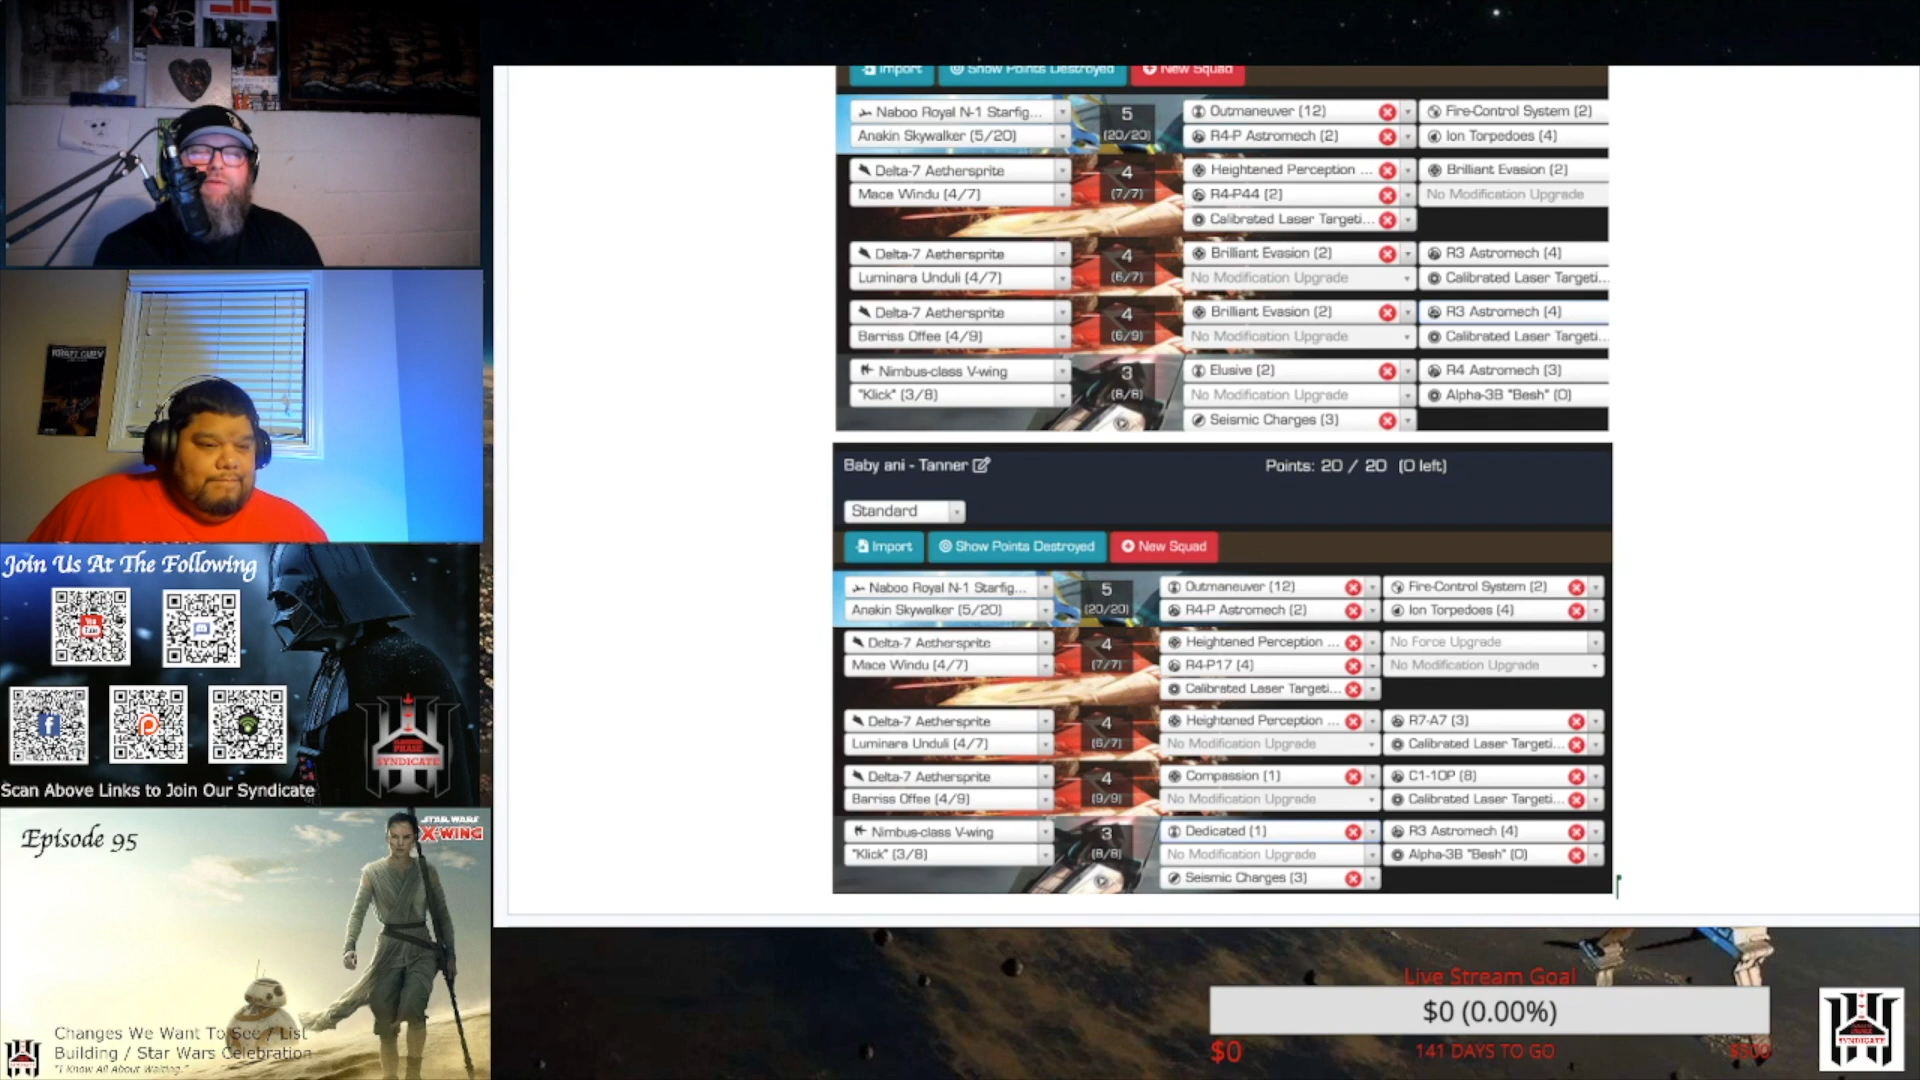 Import
Show Points Destroyed
New Squad
Naboo Royal N-1 Starfig...
Anakin Skywalker (5/20)
5
(20/20)
Outmaneuver (12)
R4-P Astromech (2)
Fire-Control System (2)
Ion Torpedoes (4)
Delta-7 Aethersprite
Mace Windu (4/7)
4
(7/7)
Heightened Perception ...
R4-P44 (2)
Calibrated Laser Targeti...
Brilliant Evasion (2)
No Modification Upgrade
Delta-7 Aethersprite
Luminara Unduli (4/7)
4
(6/7)
Brilliant Evasion (2)
No Modification Upgrade
R3 Astromech (4)
Calibrated Laser Targeti...
Delta-7 Aethersprite
Barriss Offee (4/9)
4
(6/9)
Brilliant Evasion (2)
No Modification Upgrade
R3 Astromech (4)
Calibrated Laser Targeti...
Nimbus-class V-wing
"Klick" (3/8)
3
(8/8)
Elusive (2)
No Modification Upgrade
Seismic Charges (3)
R4 Astromech (3)
Alpha-3B "Besh" (0)
Baby ani - Tanner
Points: 20 / 20 (0 left)
Standard
Import
Show Points Destroyed
New Squad
Naboo Royal N-1 Starfig...
Anakin Skywalker (5/20)
5
(20/20)
Outmaneuver (12)
R4-P Astromech (2)
Fire-Control System (2)
Ion Torpedoes (4)
Delta-7 Aethersprite
Mace Windu (4/7)
4
(7/7)
Heightened Perception ...
R4-P17 (4)
Calibrated Laser Targeti...
No Force Upgrade
No Modification Upgrade
Delta-7 Aethersprite
Luminara Unduli (4/7)
4
(6/7)
Heightened Perception ...
No Modification Upgrade
R7-A7 (3)
Calibrated Laser Targeti...
Delta-7 Aethersprite
Barriss Offee (4/9)
4
(9/9)
Compassion (1)
No Modification Upgrade
C1-10P (8)
Calibrated Laser Targeti...
Nimbus-class V-wing
"Klick" (3/8)
3
(8/8)
Dedicated (1)
No Modification Upgrade
Seismic Charges (3)
R3 Astromech (4)
Alpha-3B "Besh" (0)
Join Us At The Following
You
Tube
PHASE
SYNDICATE
Scan Above Links to Join Our Syndicate
Episode 95
STAR WARS
X-WING
Changes We Want To See / List
Building / Star Wars Celebration
"I Know All About Waiting."
Live Stream Goal
$0 (0.00%)
$0
141 DAYS TO GO
$500
SYNDICATE